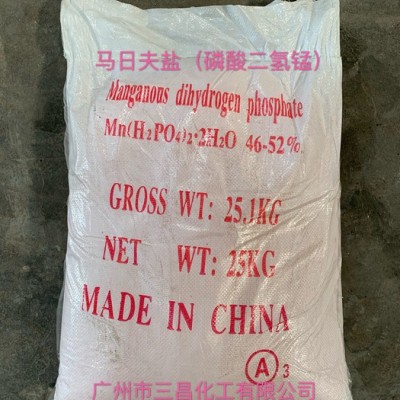 马日夫盐（磷酸二氢锰）
Manganous dihydrogen phosphate
Mn(H₂PO₄)₂·2H₂O 46-52%
GROSS WT: 25.1KG
NET WT: 25KG
MADE IN CHINA
A 3
广州市三昌化工有限公司